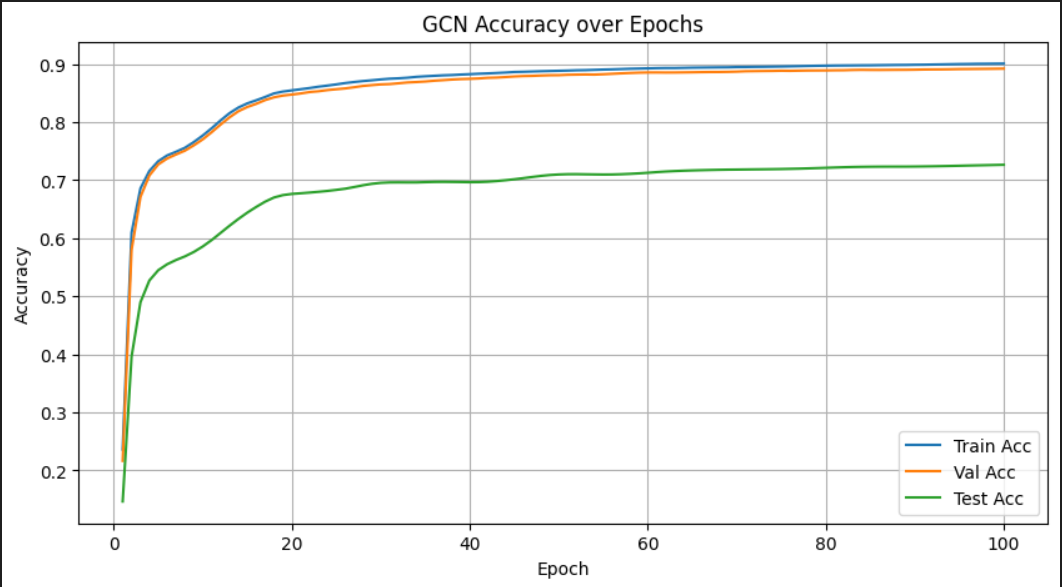 GCN Accuracy over Epochs
Accuracy
0.9
0.8
0.7
0.6
0.5
0.4
0.3
0.2
0
20
40
60
80
100
Epoch
Train Acc
Val Acc
Test Acc